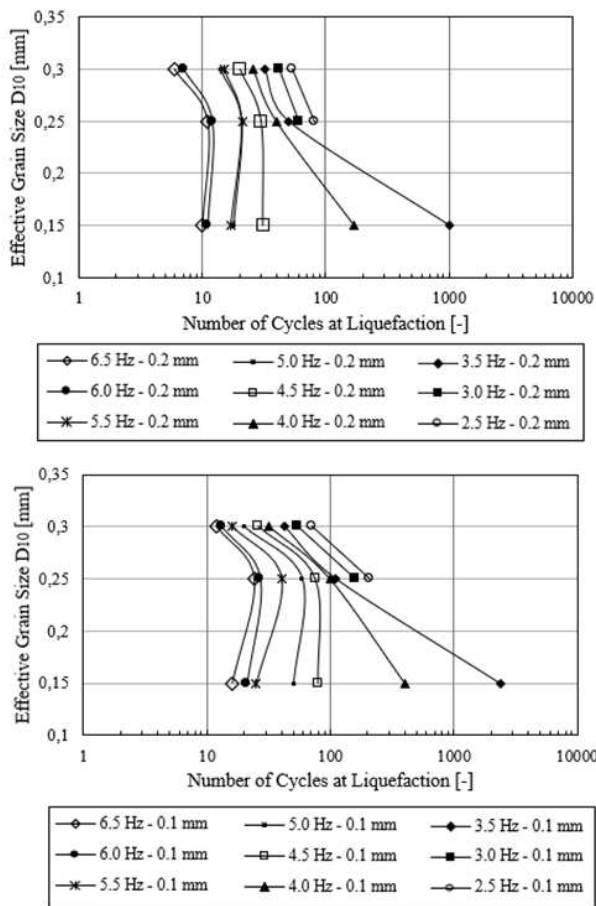 0,35
0,3
0,25
0,2
0,15
0,1
Effective Grain Size D10 [mm]
1 10 100 1000 10000
Number of Cycles at Liquefaction [-]
6.5 Hz - 0.2 mm 5.0 Hz - 0.2 mm 3.5 Hz - 0.2 mm
6.0 Hz - 0.2 mm 4.5 Hz - 0.2 mm 3.0 Hz - 0.2 mm
5.5 Hz - 0.2 mm 4.0 Hz - 0.2 mm 2.5 Hz - 0.2 mm
0,35
0,3
0,25
0,2
0,15
0,1
Effective Grain Size D10 [mm]
1 10 100 1000 10000
Number of Cycles at Liquefaction [-]
6.5 Hz - 0.1 mm 5.0 Hz - 0.1 mm 3.5 Hz - 0.1 mm
6.0 Hz - 0.1 mm 4.5 Hz - 0.1 mm 3.0 Hz - 0.1 mm
5.5 Hz - 0.1 mm 4.0 Hz - 0.1 mm 2.5 Hz - 0.1 mm